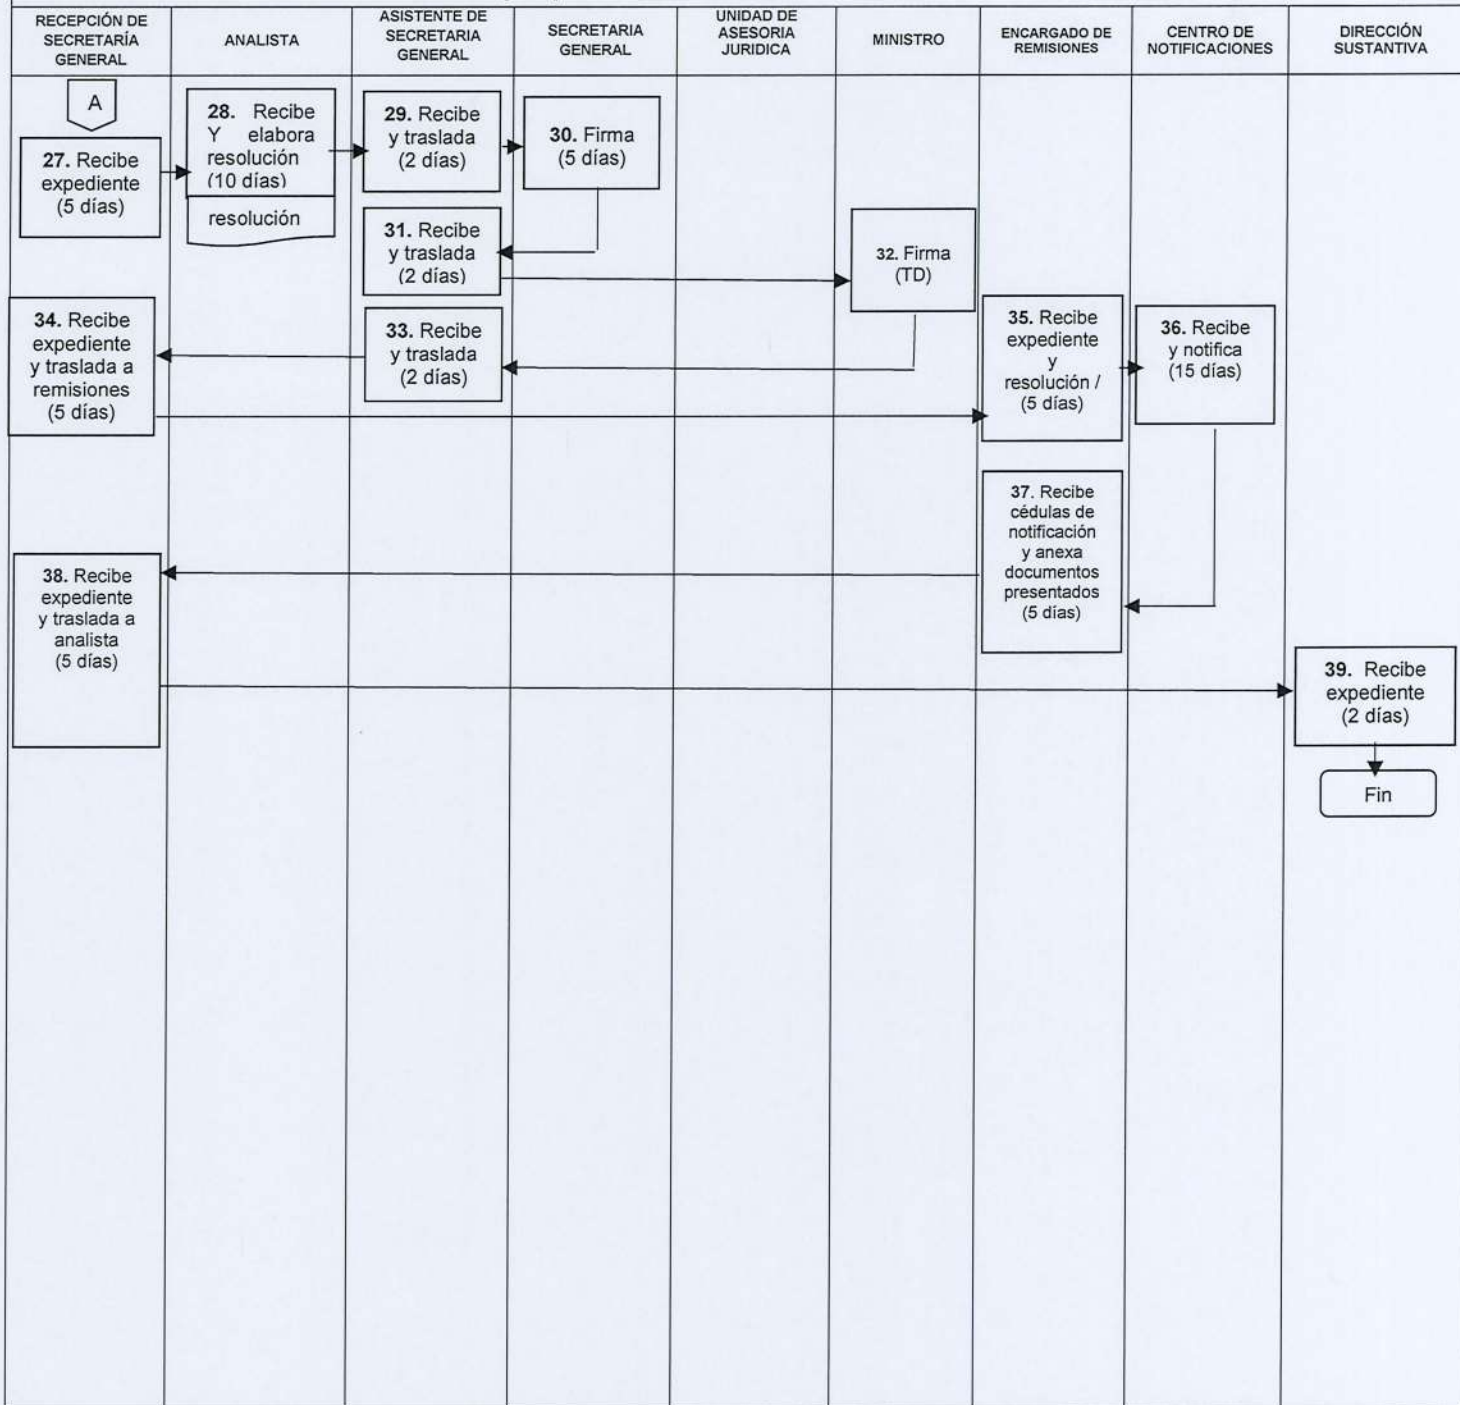 RECEPCIÓN DE
SECRETARÍA
GENERAL
ANALISTA
ASISTENTE DE
SECRETARIA
GENERAL
SECRETARIA
GENERAL
UNIDAD DE
ASESORIA
JURIDICA
MINISTRO
ENCARGADO DE
REMISIONES
CENTRO DE
NOTIFICACIONES
DIRECCIÓN
SUSTANTIVA
A
27. Recibe
expediente
(5 días)
28. Recibe
Y elabora
resolución
(10 días)
resolución
29. Recibe
y traslada
(2 días)
30. Firma
(5 días)
31. Recibe
y traslada
(2 días)
32. Firma
(TD)
33. Recibe
y traslada
(2 días)
34. Recibe
expediente
y traslada a
remisiones
(5 días)
35. Recibe
expediente
y
resolución /
(5 días)
36. Recibe
y notifica
(15 días)
37. Recibe
cédulas de
notificación
y anexa
documentos
presentados
(5 días)
38. Recibe
expediente
y traslada a
analista
(5 días)
39. Recibe
expediente
(2 días)
Fin